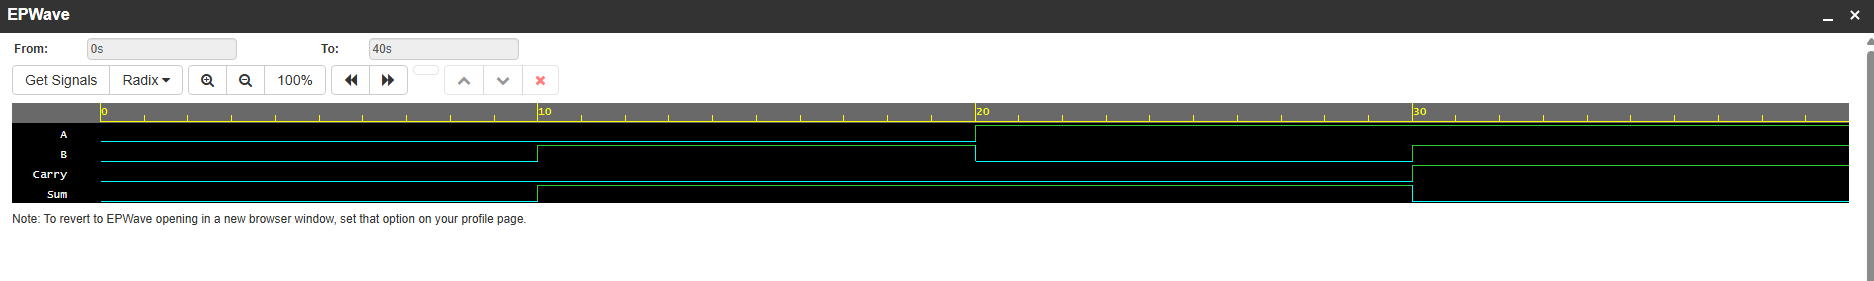 EPWave
From: 0s To: 40s
Get Signals Radix 100%
0 10 20 30
A
B
Carry
Sum
Note: To revert to EPWave opening in a new browser window, set that option on your profile page.